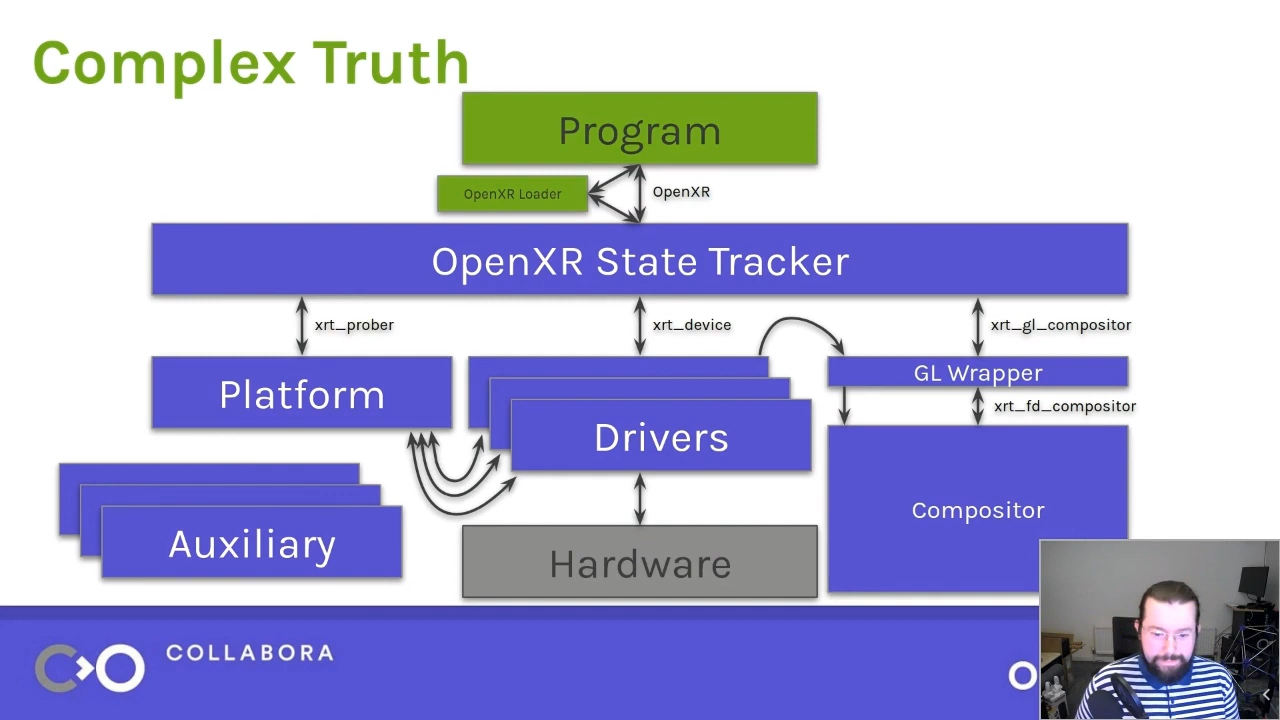 Complex Truth
Program
OpenXR Loader
OpenXR
OpenXR State Tracker
xrt_prober
xrt_device
xrt_gl_compositor
Platform
GL Wrapper
xrt_fd_compositor
Drivers
Compositor
Auxiliary
Hardware
COLLABORA
O